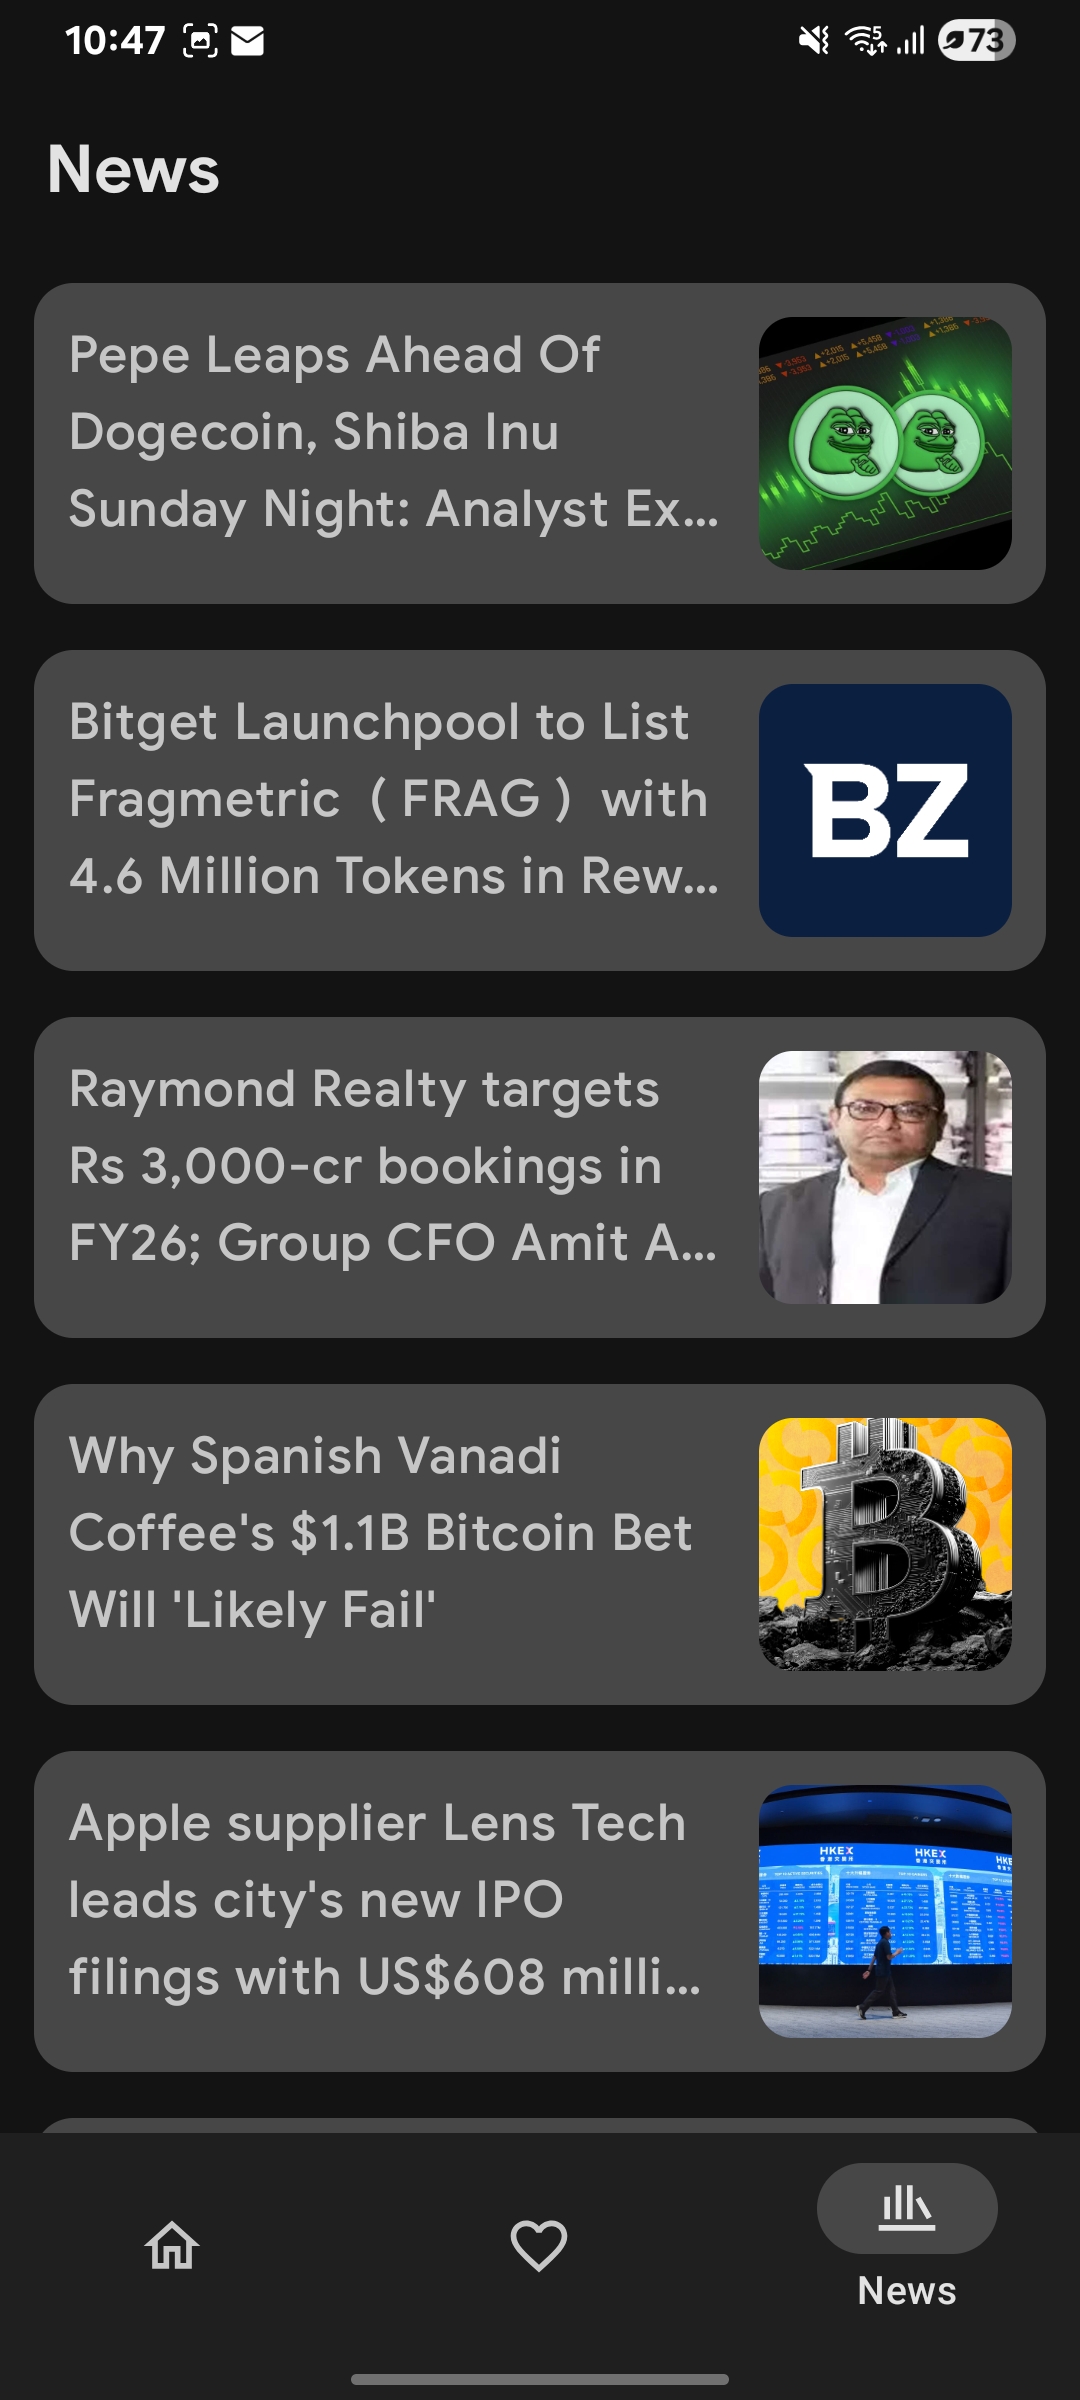 10:47
5
73
News
Pepe Leaps Ahead Of
Dogecoin, Shiba Inu
Sunday Night: Analyst Ex...
Bitget Launchpool to List
Fragmetric（FRAG）with
4.6 Million Tokens in Rew...
BZ
Raymond Realty targets
Rs 3,000-cr bookings in
FY26; Group CFO Amit A...
Why Spanish Vanadi
Coffee's $1.1B Bitcoin Bet
Will 'Likely Fail'
Apple supplier Lens Tech
leads city's new IPO
filings with US$608 milli...
HKEX HKEX HKE
News